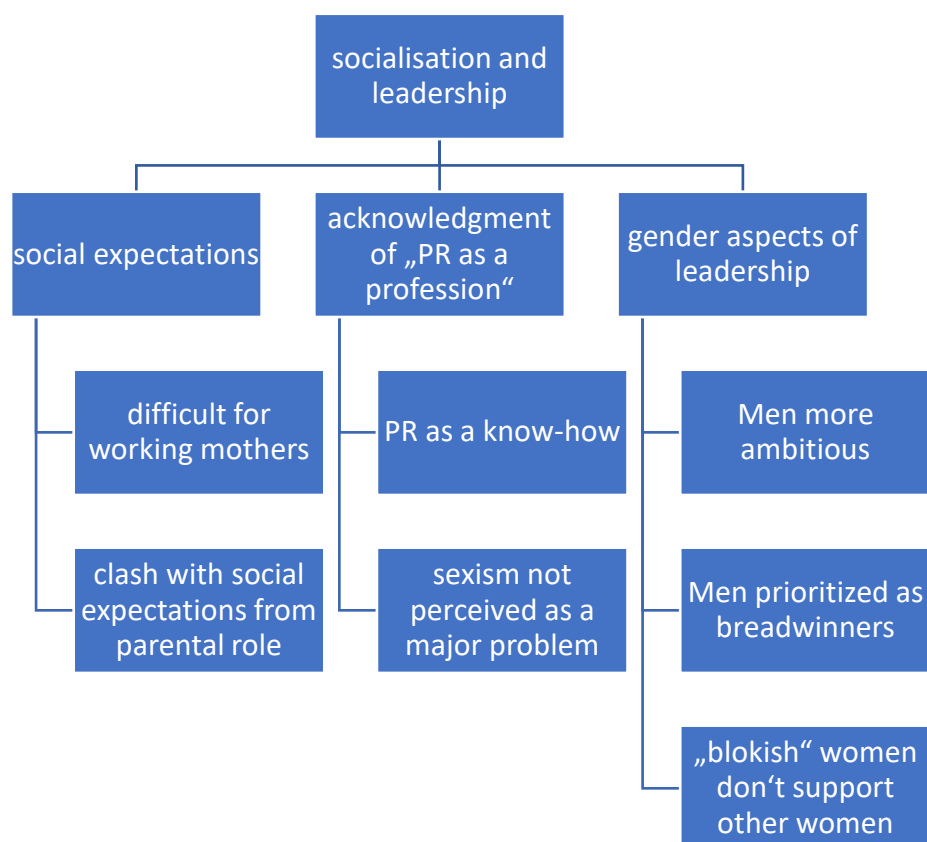 socialisation and
leadership
social expectations
acknowledgment
of „PR as a
profession“
gender aspects of
leadership
difficult for
working mothers
PR as a know-how
Men more
ambitious
clash with social
expectations from
parental role
sexism not
perceived as a
major problem
Men prioritized as
breadwinners
„blokish“ women
don‘t support
other women